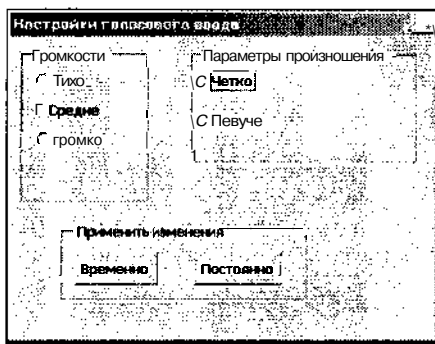 Настройки голосового ввода
Громкости
Тихо
Средне
громко
Параметры произношения
С Четко
С Певуче
Применить изменения
Временно
Постоянно